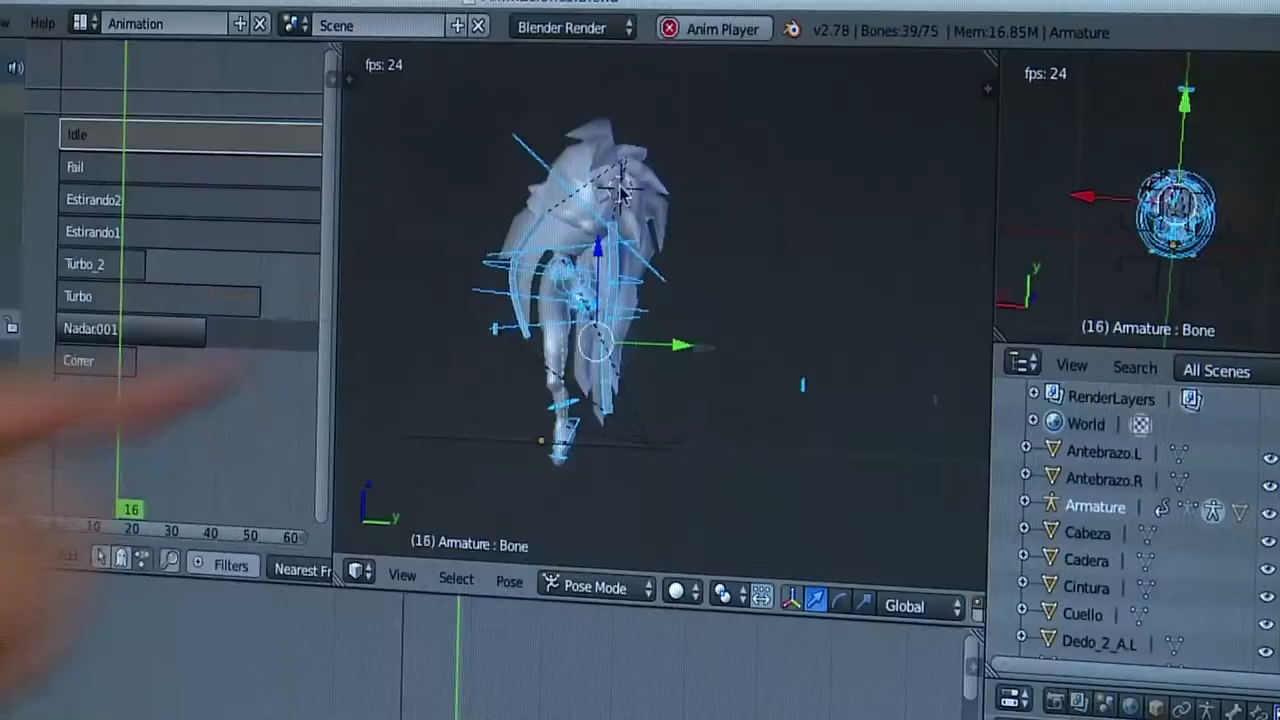 Help Animation Scene Blender Render Anim Player v2.78 | Bones:39/75 | Mem:16.85M | Armature
fps: 24
fps: 24
Idle
Fail
Estirando2
Estirando1
Turbo_2
Turbo
Nadar.001
Correr
y
(16) Armature : Bone
View Search All Scenes
RenderLayers
World
Antebrazo.L
Antebrazo.R
Armature
Cabeza
Cadera
Cintura
Cuello
Dedo_2_A.L
16
10 20 30 40 50 60
y
(16) Armature : Bone
Add Filters Nearest Fr
View Select Pose Pose Mode Global